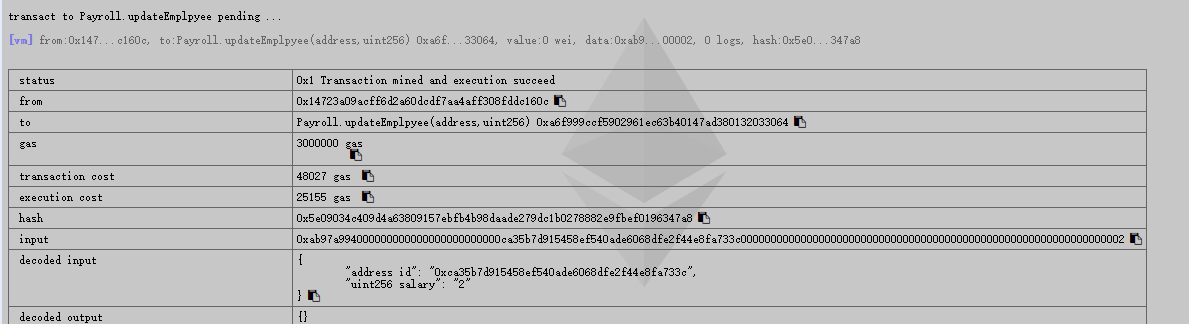 transact to Payroll.updateEmplpyee pending ...
[vm] from:0x147...c160c, to:Payroll.updateEmplpyee(address,uint256) 0xa6f...33064, value:0 wei, data:0xab9...00002, 0 logs, hash:0x5e0...347a8
status 0x1 Transaction mined and execution succeed
from 0x14723a09acff6d2a60dcdf7aa4aff308fddc160c
to Payroll.updateEmplpyee(address,uint256) 0xa6f999ccf5902961ec63b40147ad380132033064
gas 3000000 gas
transaction cost 48027 gas
execution cost 25155 gas
hash 0x5e09034c409d4a63809157ebfb4b98daade279dc1b0278882e9fbef0196347a8
input 0xab97a994000000000000000000000000ca35b7d915458ef540ade6068dfe2f44e8fa733c0000000000000000000000000000000000000000000000000000000000000002
decoded input {
"address id": "0xca35b7d915458ef540ade6068dfe2f44e8fa733c",
"uint256 salary": "2"
}
decoded output {}